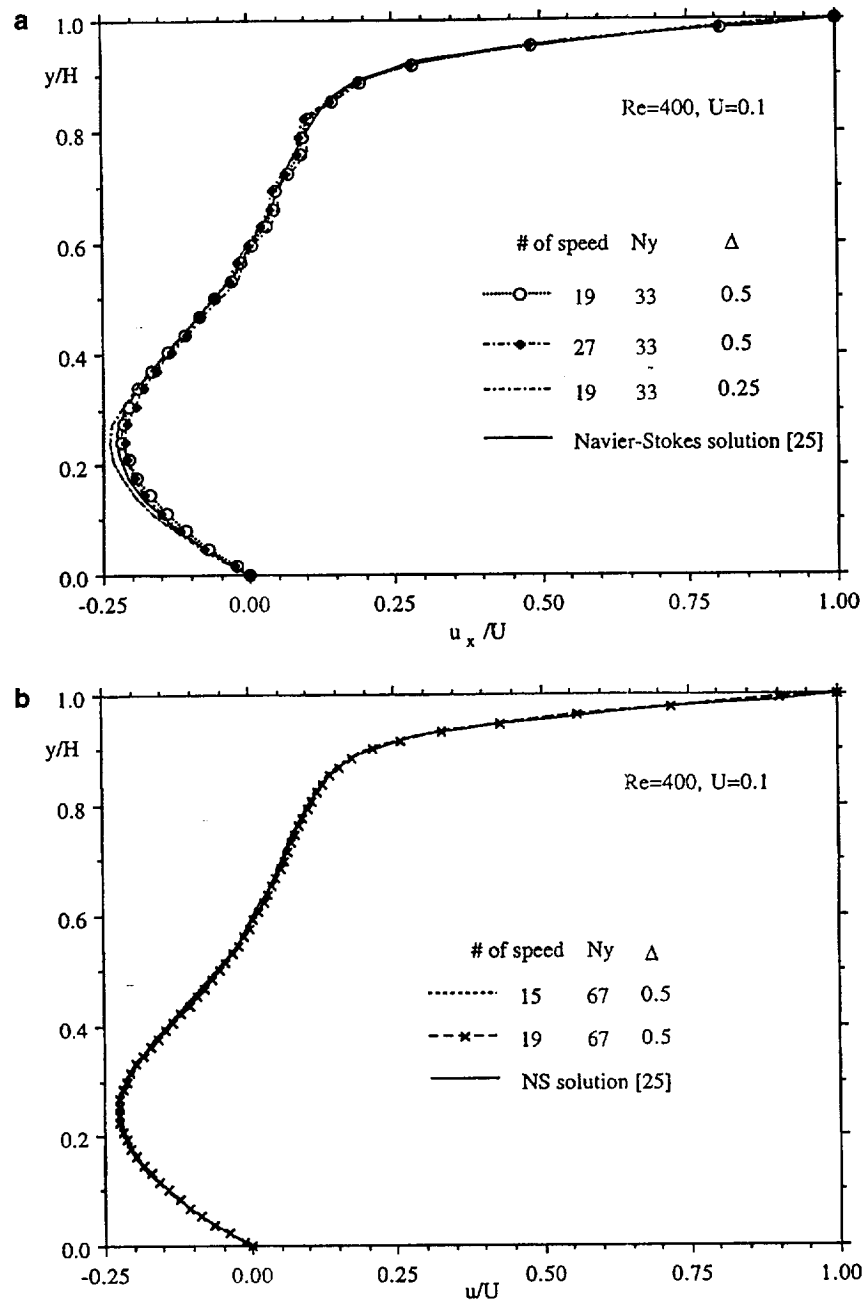 a
1.0
y/H
0.8
0.6
0.4
0.2
0.0
Re=400, U=0.1
# of speed Ny Δ
19 33 0.5
27 33 0.5
19 33 0.25
Navier-Stokes solution [25]
-0.25 0.00 0.25 0.50 0.75 1.00
u x /U
b
1.0
y/H
0.8
0.6
0.4
0.2
0.0
Re=400, U=0.1
# of speed Ny Δ
15 67 0.5
19 67 0.5
NS solution [25]
-0.25 0.00 0.25 0.50 0.75 1.00
u/U